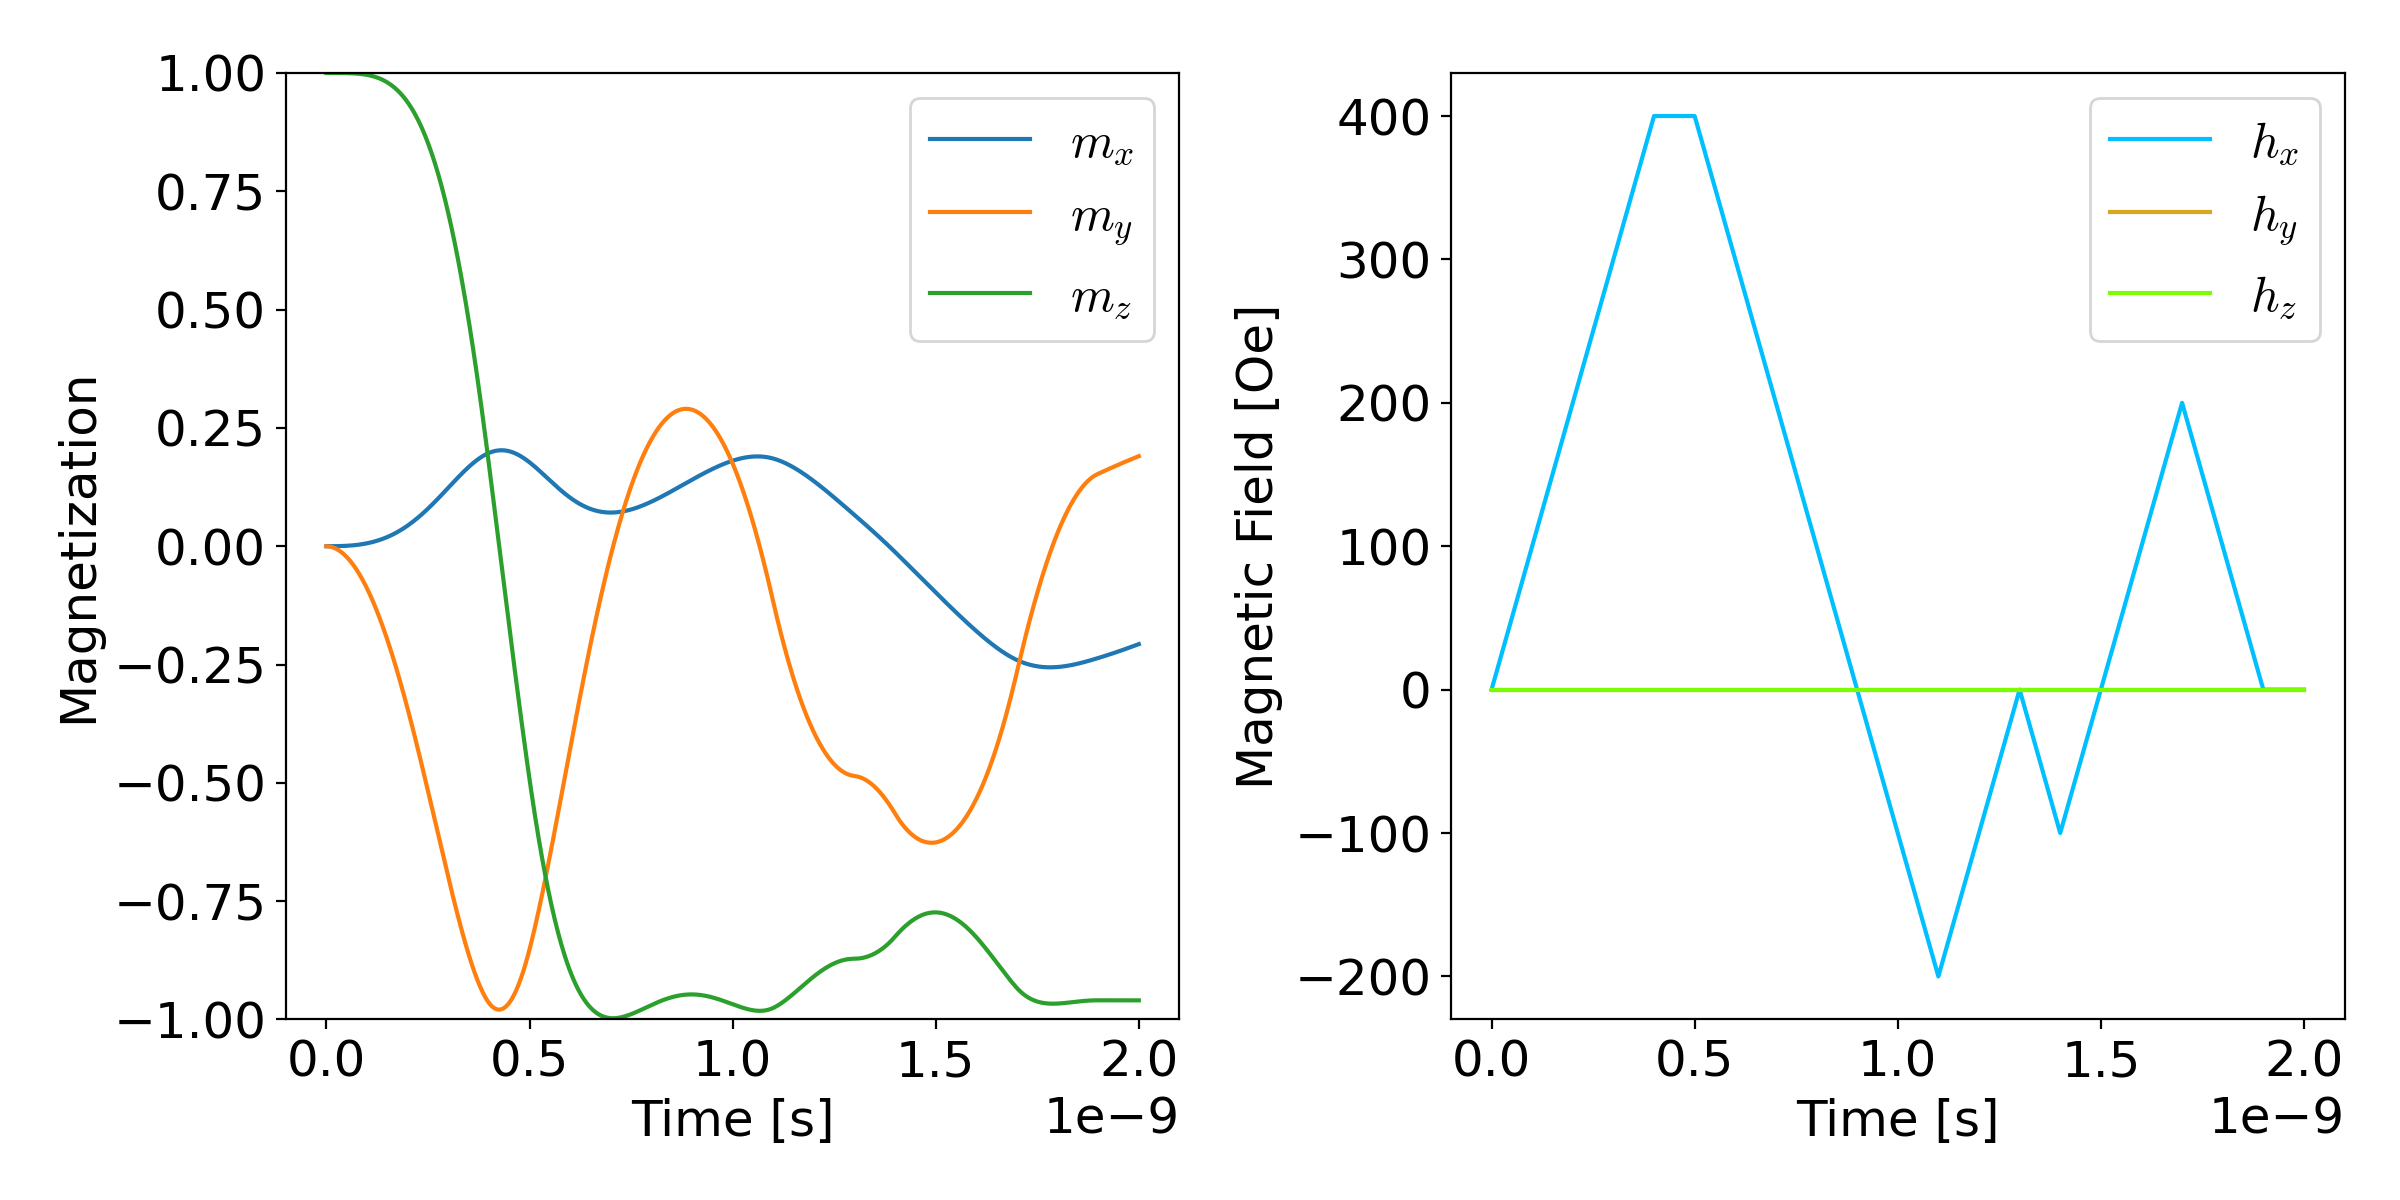 Magnetization
1.00
0.75
0.50
0.25
0.00
−0.25
−0.50
−0.75
−1.00
m_x
m_y
m_z
0.0 0.5 1.0 1.5 2.0
Time [s]
1e−9
Magnetic Field [Oe]
400
300
200
100
0
−100
−200
h_x
h_y
h_z
0.0 0.5 1.0 1.5 2.0
Time [s]
1e−9